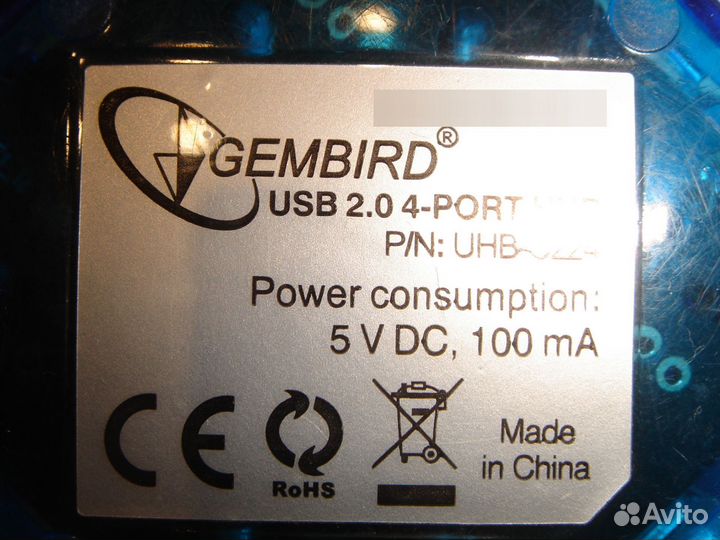 GEMBIRD®
USB 2.0 4-PORT
P/N:
Power consumption:
5 V DC, 100 mA
CE
RoHS
Made
in China
Avito